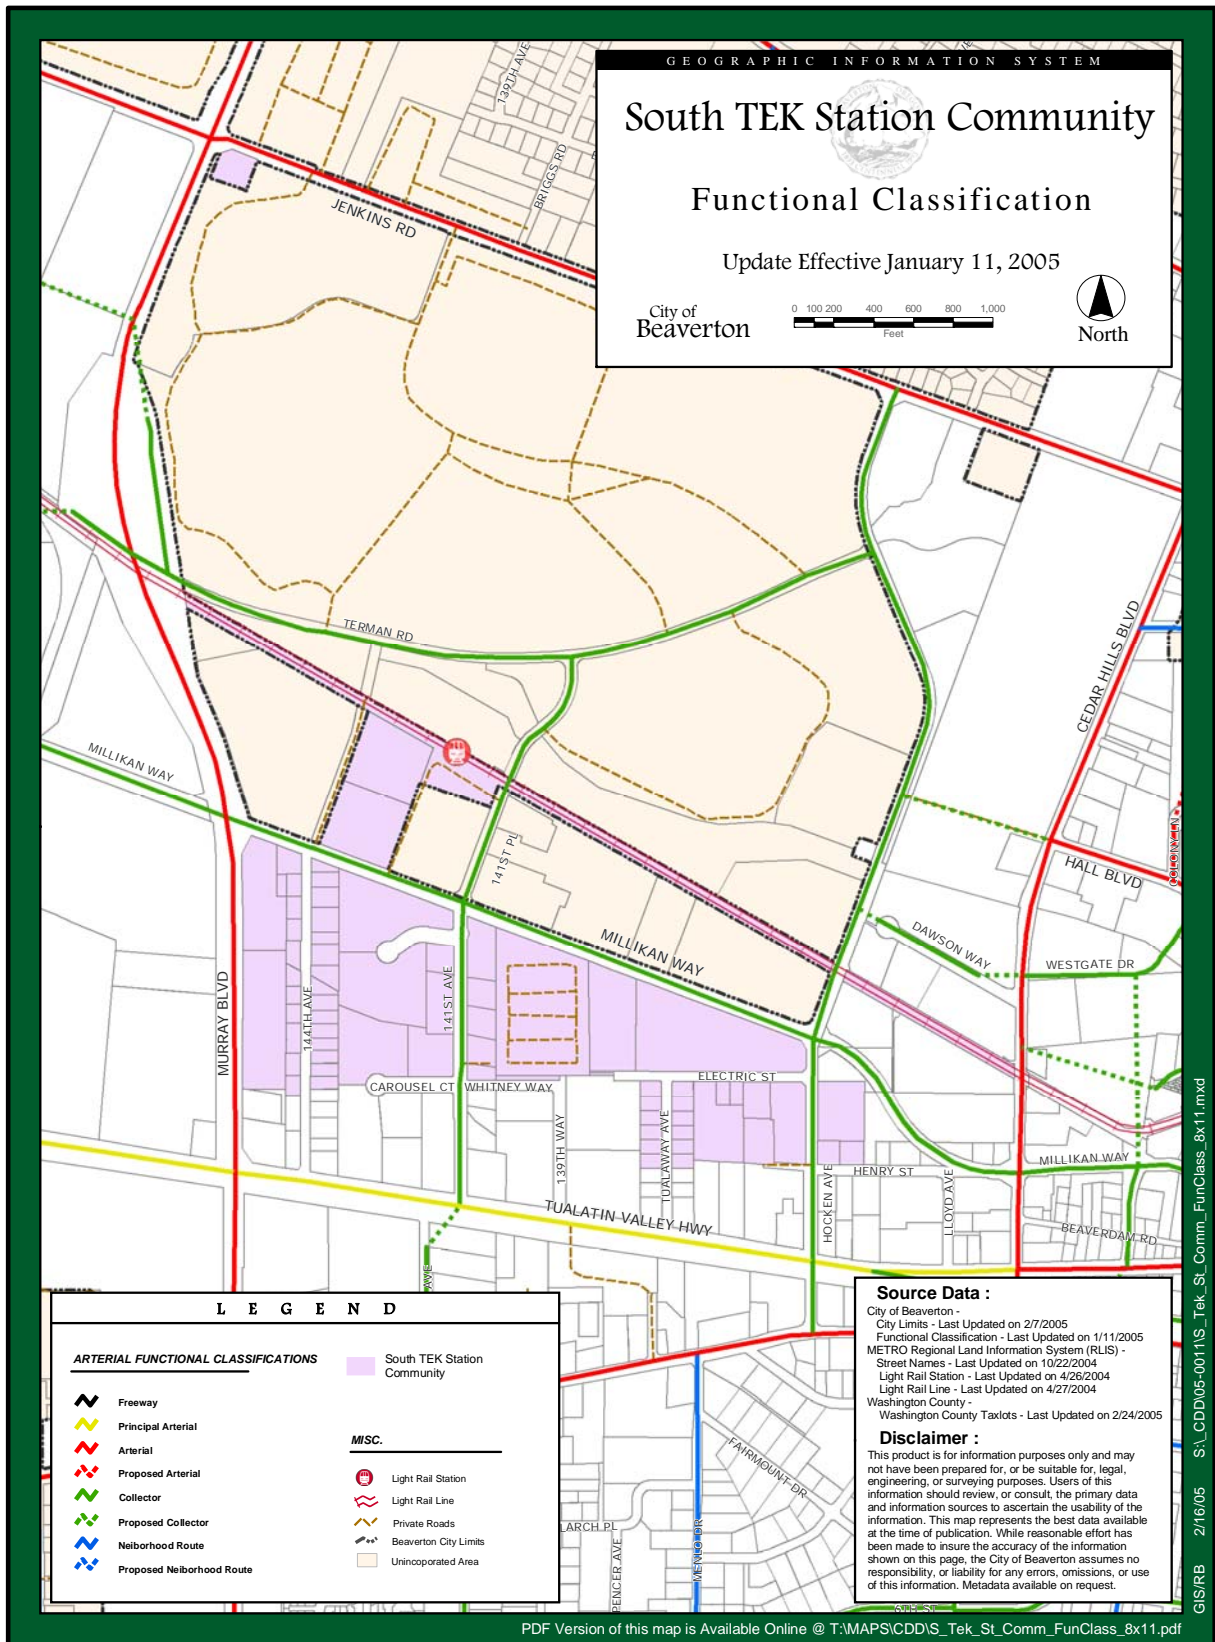 GEOGRAPHIC INFORMATION SYSTEM
South TEK Station Community
Functional Classification
Update Effective January 11, 2005
City of
Beaverton
0 100 200 400 600 800 1,000
Feet
North
139TH AVE
BRIGGS RD
JENKINS RD
TERMAN RD
CEDAR HILLS BLVD
MILLIKAN WAY
141ST PL
COLONY LN
HALL BLVD
MILLIKAN WAY
DAWSON WAY
WESTGATE DR
MURRAY BLVD
144TH AVE
141ST AVE
CAROUSEL CT
WHITNEY WAY
ELECTRIC ST
139TH WAY
TUALAWAY AVE
HOCKEN AVE
HENRY ST
LLOYD AVE
MILLIKAN WAY
BEAVERDAM RD
TUALATIN VALLEY HWY
AVE
FAIRMOUNT DR
LARCH PL
PENCER AVE
MENLO DR
6TH ST
LEGEND
ARTERIAL FUNCTIONAL CLASSIFICATIONS
Freeway
Principal Arterial
Arterial
Proposed Arterial
Collector
Proposed Collector
Neiborhood Route
Proposed Neiborhood Route
South TEK Station
Community
MISC.
Light Rail Station
Light Rail Line
Private Roads
Beaverton City Limits
Unincoporated Area
Source Data :
City of Beaverton -
City Limits - Last Updated on 2/7/2005
Functional Classification - Last Updated on 1/11/2005
METRO Regional Land Information System (RLIS) -
Street Names - Last Updated on 10/22/2004
Light Rail Station - Last Updated on 4/26/2004
Light Rail Line - Last Updated on 4/27/2004
Washington County -
Washington County Taxlots - Last Updated on 2/24/2005
Disclaimer :
This product is for information purposes only and may
not have been prepared for, or be suitable for, legal,
engineering, or surveying purposes. Users of this
information should review, or consult, the primary data
and information sources to ascertain the usability of the
information. This map represents the best data available
at the time of publication. While reasonable effort has
been made to insure the accuracy of the information
shown on this page, the City of Beaverton assumes no
responsibility, or liability for any errors, omissions, or use
of this information. Metadata available on request.
GIS/RB 2/16/05 S:\_CDD\05-0011\S_Tek_St_Comm_FunClass_8x11.mxd
PDF Version of this map is Available Online @ T:\MAPS\CDD\S_Tek_St_Comm_FunClass_8x11.pdf